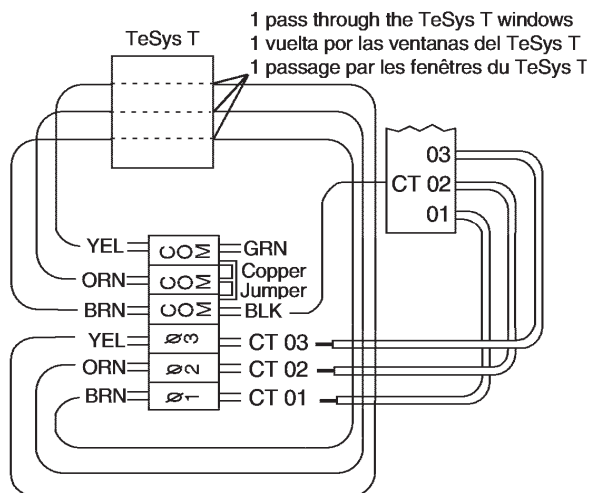 TeSys T
1 pass through the TeSys T windows
1 vuelta por las ventanas del TeSys T
1 passage par les fenêtres du TeSys T
03
CT 02
01
YEL COM GRN
ORN COM Copper
Jumper
BRN COM BLK
YEL ø3 CT 03
ORN ø2 CT 02
BRN ø1 CT 01